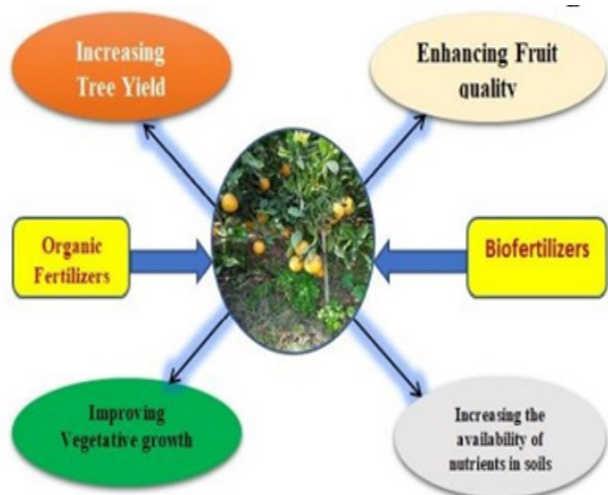 Increasing
Tree Yield
Enhancing Fruit
quality
Organic
Fertilizers
Biofertilizers
Improving
Vegetative growth
Increasing the
availability of
nutrients in soils